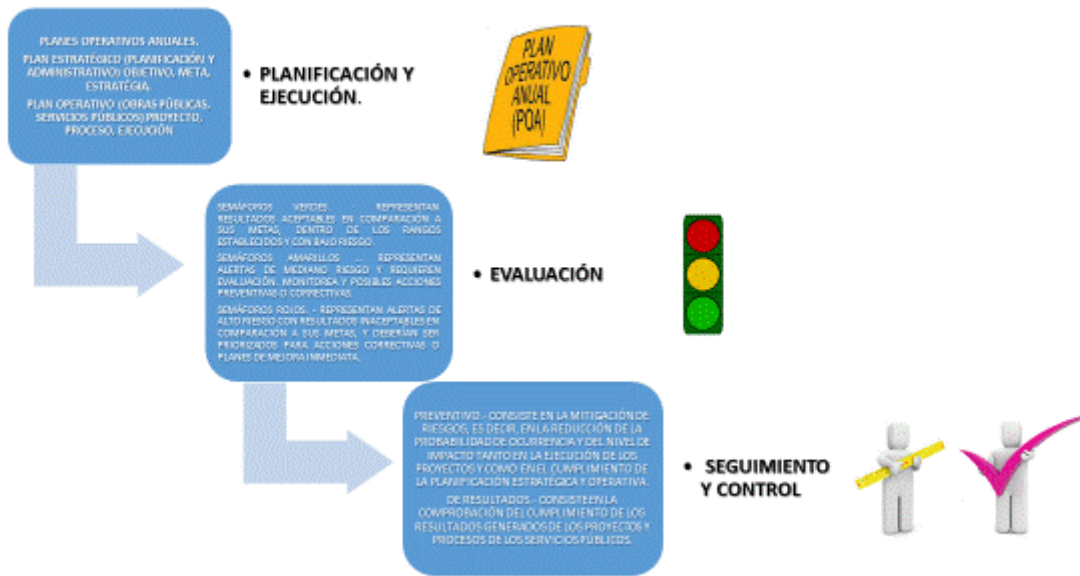 PLANES OPERATIVOS ANUALES.
PLAN ESTRATÉGICO (PLANIFICACIÓN Y
ADMINISTRATIVO) OBJETIVO, META,
ESTRATÉGIA.
PLAN OPERATIVO (OBRAS PÚBLICAS,
SERVICIOS PÚBLICOS) PROYECTO,
PROCESO, EJECUCIÓN
• PLANIFICACIÓN Y
EJECUCIÓN.
PLAN
OPERATIVO
ANUAL
(POA)
SEMÁFOROS VERDES. - REPRESENTAN
RESULTADOS ACEPTABLES EN COMPARACIÓN A
SUS METAS, DENTRO DE LOS RANGOS
ESTABLECIDOS Y CON BAJO RIESGO.
SEMÁFOROS AMARILLOS ... REPRESENTAN
ALERTAS DE MEDIANO RIESGO Y REQUIEREN
EVALUACIÓN, MONITOREA Y POSIBLES ACCIONES
PREVENTIVAS O CORRECTIVAS.
SEMÁFOROS ROJOS. - REPRESENTAN ALERTAS DE
ALTO RIESGO CON RESULTADOS INACEPTABLES EN
COMPARACIÓN A SUS METAS, Y DEBERÍAN SER
PRIORIZADOS PARA ACCIONES CORRECTIVAS O
PLANES DE MEJORA INMEDIATA.
• EVALUACIÓN
PREVENTIVO.- CONSISTE EN LA MITIGACIÓN DE
RIESGOS, ES DECIR, EN LA REDUCCIÓN DE LA
PROBABILIDAD DE OCURRENCIA Y DEL NIVEL DE
IMPACTO TANTO EN LA EJECUCIÓN DE LOS
PROYECTOS Y COMO EN EL CUMPLIMIENTO DE
LA PLANIFICACIÓN ESTRATÉGICA Y OPERATIVA.
DE RESULTADOS.- CONSISTE EN LA
COMPROBACIÓN DEL CUMPLIMIENTO DE LOS
RESULTADOS GENERADOS DE LOS PROYECTOS Y
PROCESOS DE LOS SERVICIOS PÚBLICOS.
• SEGUIMIENTO
Y CONTROL